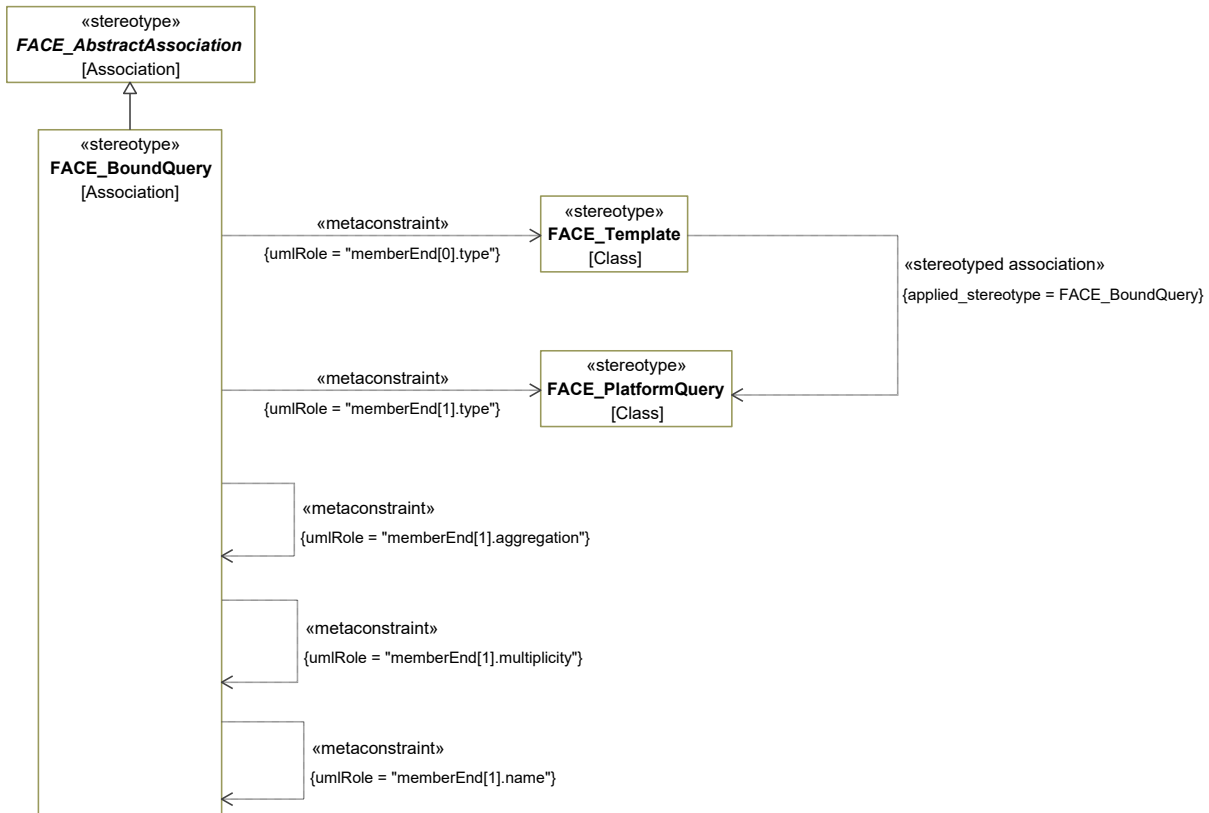 «stereotype»
FACE_AbstractAssociation
[Association]
«stereotype»
FACE_BoundQuery
[Association]
«metaconstraint»
{umlRole = "memberEnd[0].type"}
«stereotype»
FACE_Template
[Class]
«stereotyped association»
{applied_stereotype = FACE_BoundQuery}
«metaconstraint»
{umlRole = "memberEnd[1].type"}
«stereotype»
FACE_PlatformQuery
[Class]
«metaconstraint»
{umlRole = "memberEnd[1].aggregation"}
«metaconstraint»
{umlRole = "memberEnd[1].multiplicity"}
«metaconstraint»
{umlRole = "memberEnd[1].name"}